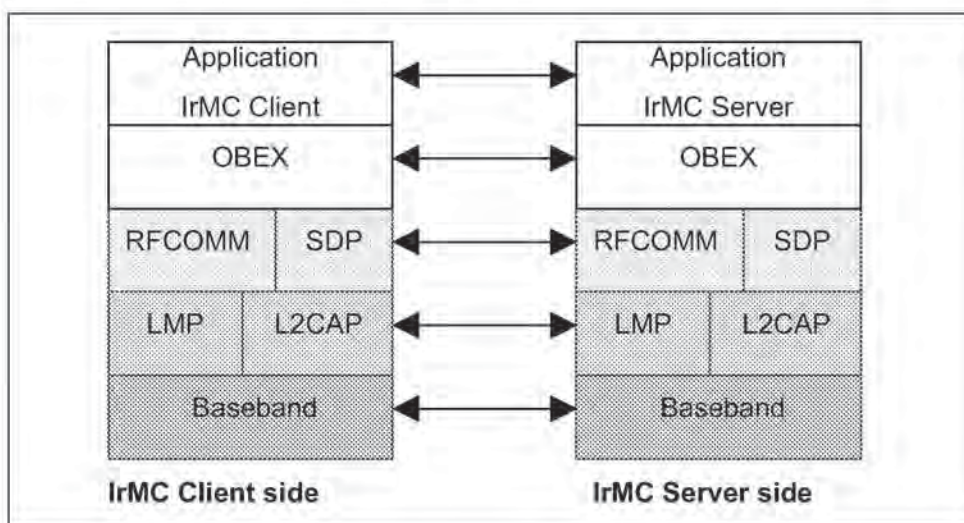 Application
IrMC Client
OBEX
RFCOMM SDP
LMP L2CAP
Baseband
IrMC Client side
Application
IrMC Server
OBEX
RFCOMM SDP
LMP L2CAP
Baseband
IrMC Server side